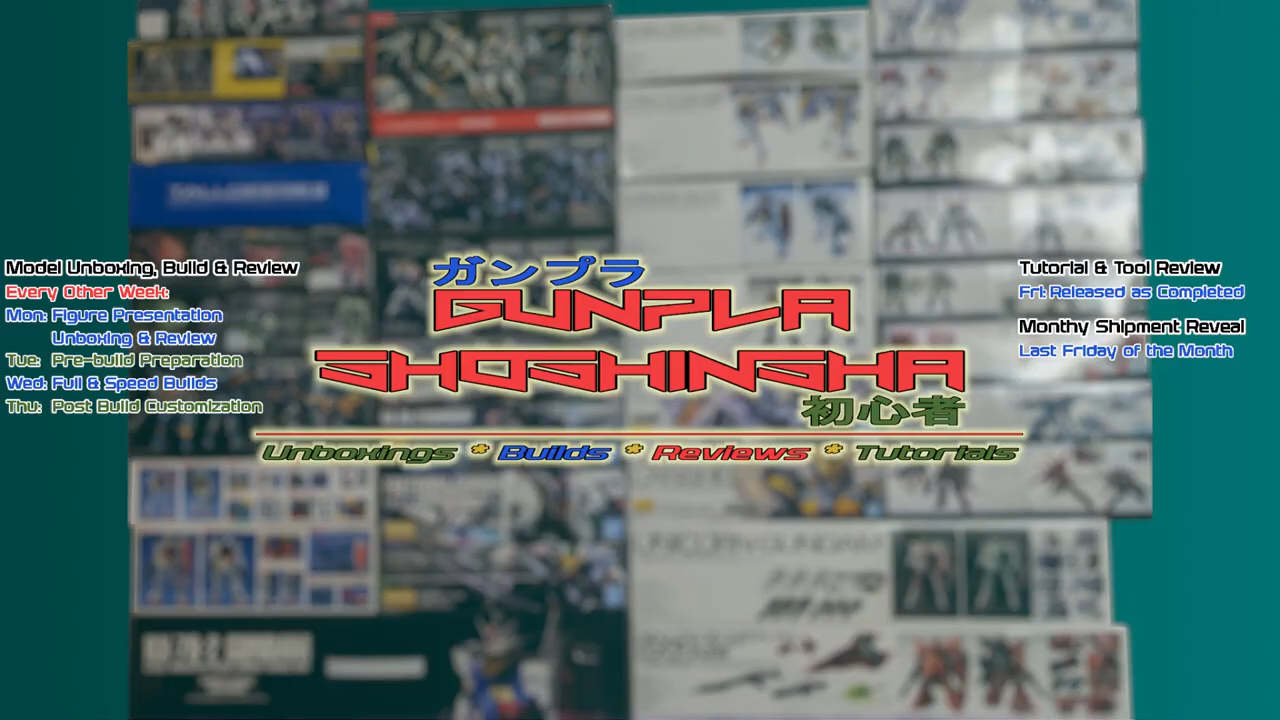 Model Unboxing, Build & Review
Every Other Week:
Mon: Figure Presentation
Unboxing & Review
Tue: Pre-build Preparation
Wed: Full & Speed Builds
Thu: Post Build Customization
ガンプラ
GUNPLA
SHOSHINSHA
初心者
Unboxings * Builds * Reviews * Tutorials
Tutorial & Tool Review
Fri: Released as Completed
Monthy Shipment Reveal
Last Friday of the Month
UNICORN GUNDAM